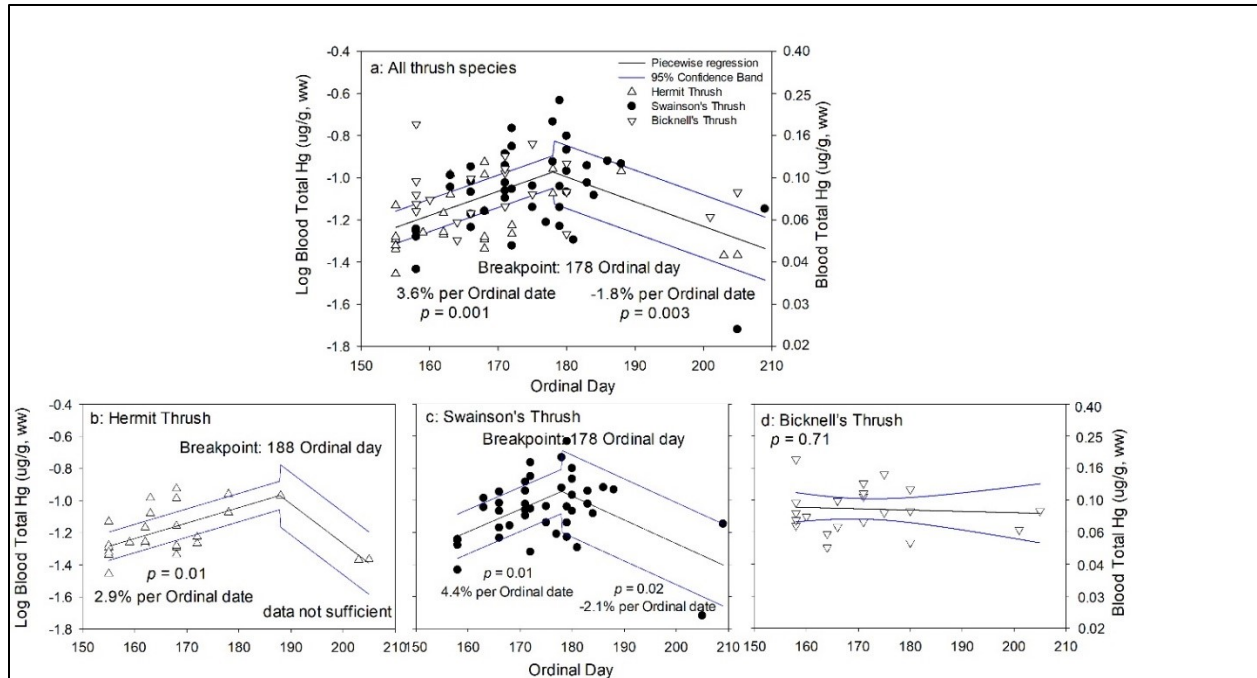 a: All thrush species
Piecewise regression
95% Confidence Band
Hermit Thrush
Swainson's Thrush
Bicknell's Thrush
Log Blood Total Hg (ug/g, ww)
-0.4
-0.6
-0.8
-1.0
-1.2
-1.4
-1.6
-1.8
Blood Total Hg (ug/g, ww)
0.40
0.25
0.16
0.10
0.06
0.04
0.03
0.02
Breakpoint: 178 Ordinal day
3.6% per Ordinal date
p = 0.001
-1.8% per Ordinal date
p = 0.003
150 160 170 180 190 200 210
Ordinal Day
b: Hermit Thrush
Log Blood Total Hg (ug/g, ww)
-0.4
-0.6
-0.8
-1.0
-1.2
-1.4
-1.6
-1.8
Breakpoint: 188 Ordinal day
p = 0.01
2.9% per Ordinal date
data not sufficient
150 160 170 180 190 200 210
c: Swainson's Thrush
Breakpoint: 178 Ordinal day
p = 0.01
4.4% per Ordinal date
p = 0.02
-2.1% per Ordinal date
150 160 170 180 190 200 210
Ordinal Day
d: Bicknell's Thrush
p = 0.71
0.40
0.25
0.16
0.10
0.06
0.04
0.03
0.02
Blood Total Hg (ug/g, ww)
150 160 170 180 190 200 210